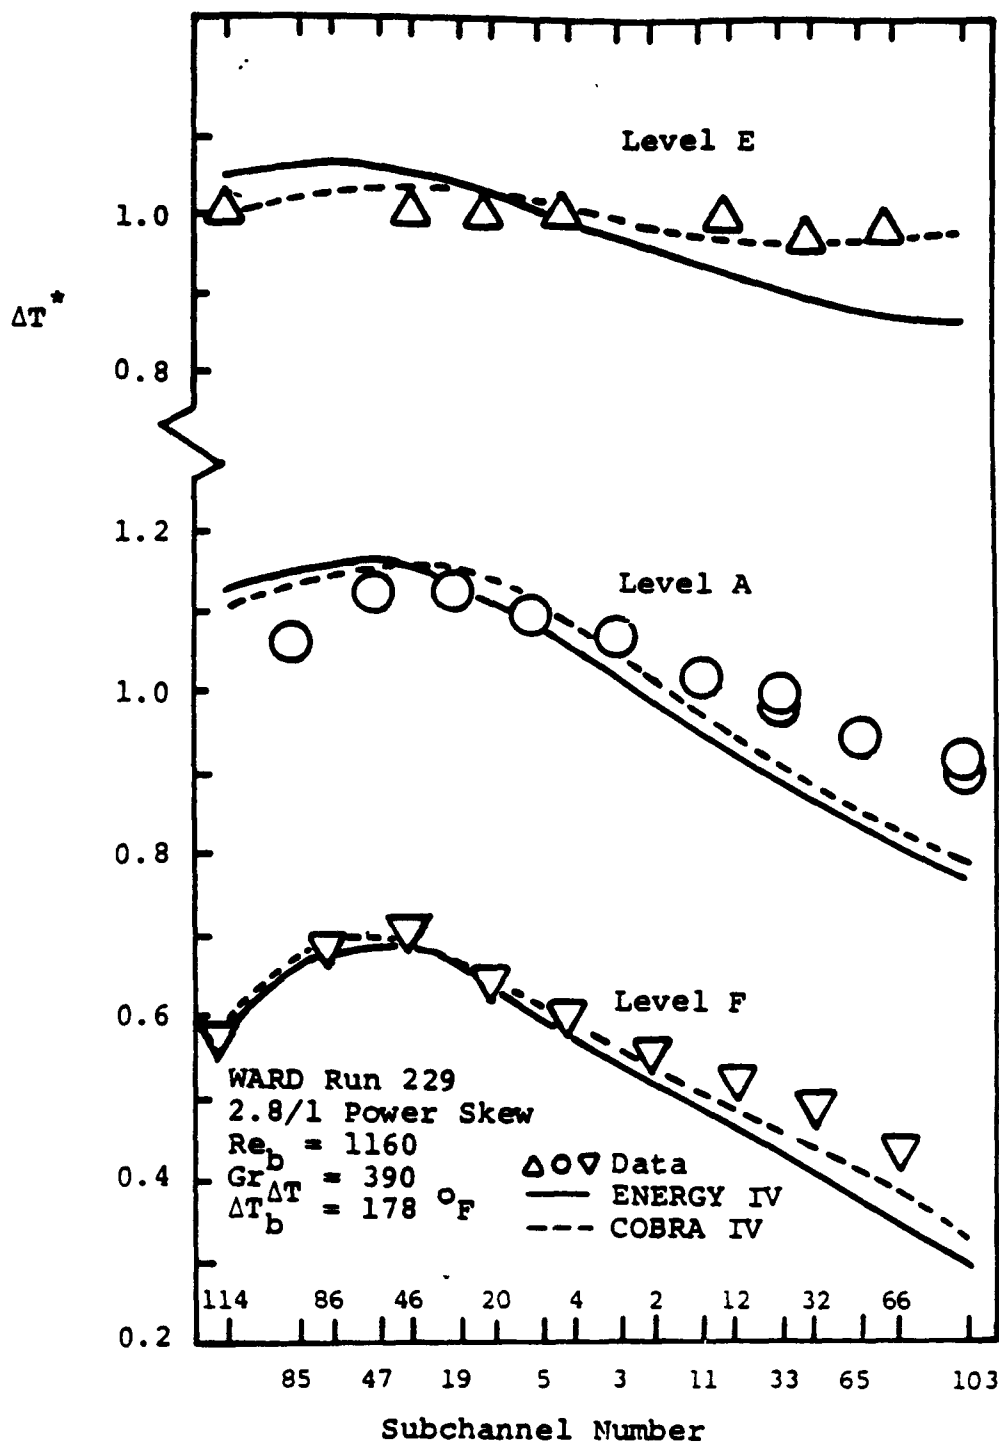 Level E
1.0
ΔT*
0.8
1.2
Level A
1.0
0.8
0.6
Level F
WARD Run 229
2.8/1 Power Skew
Re_b = 1160
Gr_ΔT = 390
ΔT_b = 178 °F
Data
ENERGY IV
COBRA IV
0.4
114 86 46 20 4 2 12 32 66
0.2
85 47 19 5 3 11 33 65 103
Subchannel Number